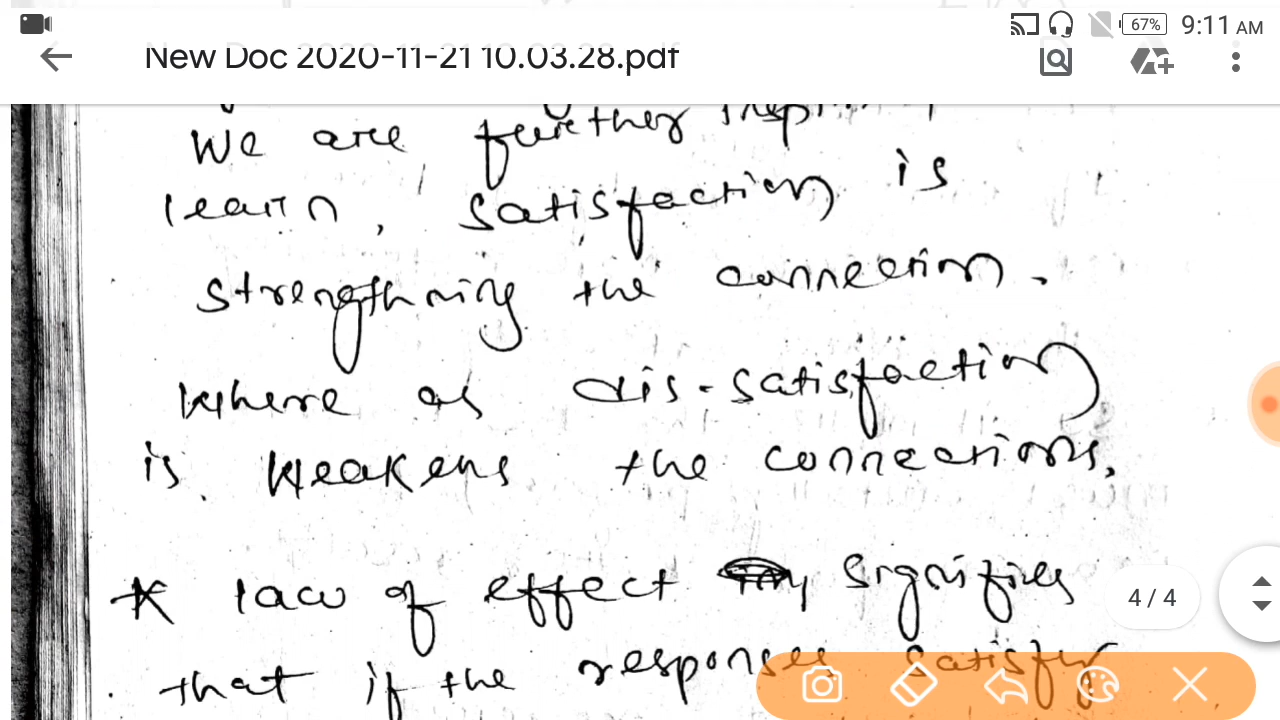 67% 9:11 AM
New Doc 2020-11-21 10.03.28.pdf
We are further
learn, satisfaction is
strengthning the connection.
where as dis-satisfaction
is weakens the connections.
* law of effect signifies
4 / 4
that if the responses satisfy